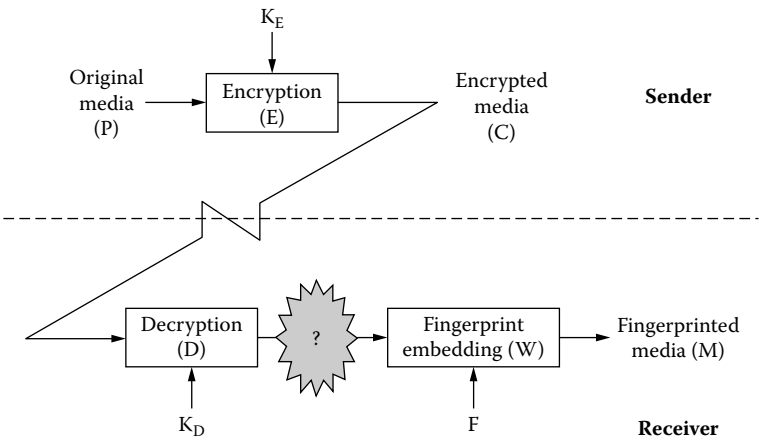 K_E
Original
media
(P)
Encryption
(E)
Encrypted
media
(C)
Sender
Decryption
(D)
?
Fingerprint
embedding (W)
Fingerprinted
media (M)
K_D
F
Receiver